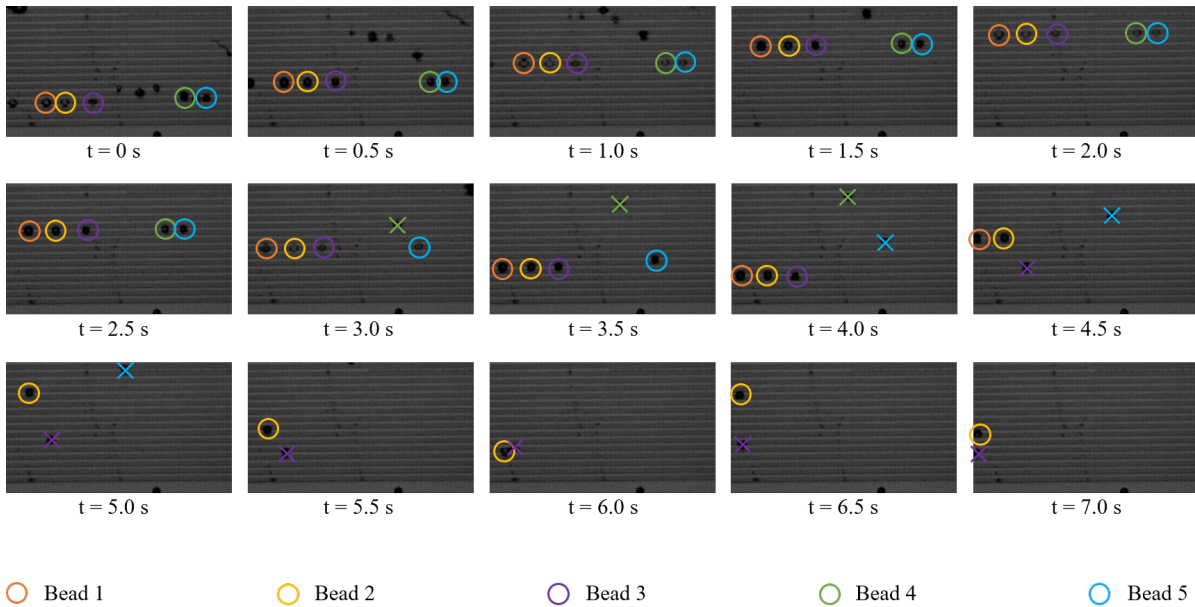 t = 0 s t = 0.5 s t = 1.0 s t = 1.5 s t = 2.0 s
t = 2.5 s t = 3.0 s t = 3.5 s t = 4.0 s t = 4.5 s
t = 5.0 s t = 5.5 s t = 6.0 s t = 6.5 s t = 7.0 s
Bead 1 Bead 2 Bead 3 Bead 4 Bead 5